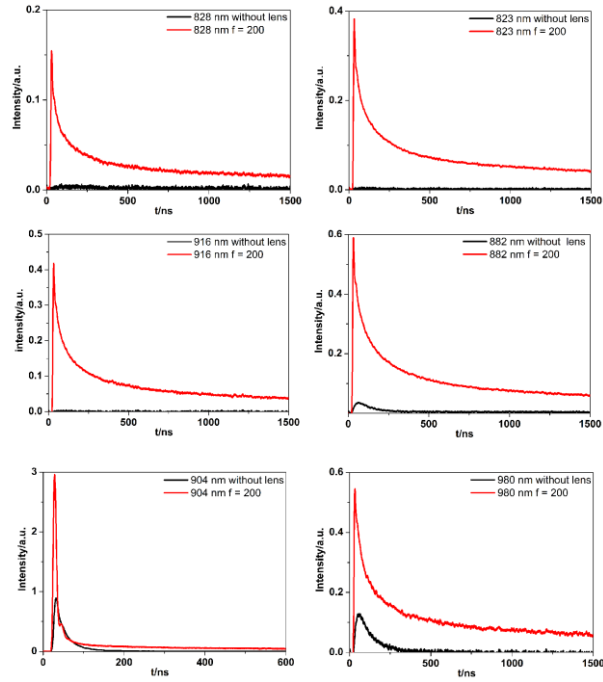 828 nm without lens
828 nm f = 200
Intensity/a.u.
0.2
0.1
0.0
0
500
1000
1500
t/ns
823 nm without lens
823 nm f = 200
Intensity/a.u.
0.4
0.2
0.0
0
500
1000
1500
t/ns
916 nm without lens
916 nm f = 200
intensity/a.u.
0.5
0.4
0.3
0.2
0.1
0.0
0
500
1000
1500
t/ns
882 nm without lens
882 nm f = 200
Intensity/a.u.
0.6
0.4
0.2
0
500
1000
1500
t/ns
904 nm without lens
904 nm f = 200
Intensity/a.u.
3
2
1
0
0
200
400
600
t/ns
980 nm without lens
980 nm f = 200
Intensity/a.u.
0.6
0.4
0.2
0.0
0
500
1000
1500
t/ns